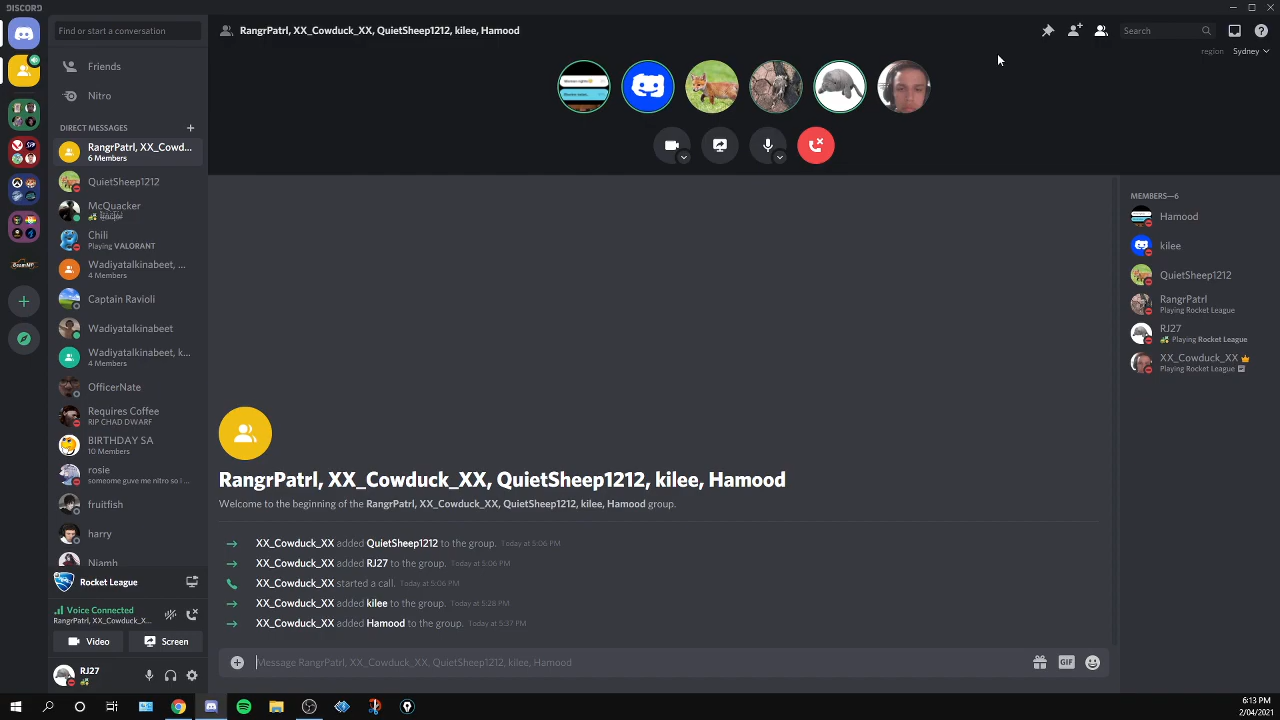 DISCORD
Find or start a conversation
RangrPatrl, XX_Cowduck_XX, QuietSheep1212, kilee, Hamood
Search
region
Sydney
Friends
Nitro
DIRECT MESSAGES
RangrPatrl, XX_Cowd...
6 Members
QuietSheep1212
McQuacker
Chili
Playing VALORANT
Wadiyatalkinabeet, ...
4 Members
Captain Ravioli
Wadiyatalkinabeet
Wadiyatalkinabeet, k...
4 Members
OfficerNate
Requires Coffee
RIP CHAD DWARF
BIRTHDAY SA
10 Members
rosie
someone guve me nitro so i ...
fruitfish
harry
Niamh
Rocket League
Voice Connected
RangrPatrl, XX_Cowduck_X...
Video
Screen
RJ27
RangrPatrl, XX_Cowduck_XX, QuietSheep1212, kilee, Hamood
Welcome to the beginning of the RangrPatrl, XX_Cowduck_XX, QuietSheep1212, kilee, Hamood group.
XX_Cowduck_XX added QuietSheep1212 to the group. Today at 5:06 PM
XX_Cowduck_XX added RJ27 to the group. Today at 5:06 PM
XX_Cowduck_XX started a call. Today at 5:06 PM
XX_Cowduck_XX added kilee to the group. Today at 5:28 PM
XX_Cowduck_XX added Hamood to the group. Today at 5:37 PM
Message RangrPatrl, XX_Cowduck_XX, QuietSheep1212, kilee, Hamood
GIF
MEMBERS—6
Hamood
kilee
QuietSheep1212
RangrPatrl
Playing Rocket League
RJ27
Playing Rocket League
XX_Cowduck_XX
Playing Rocket League
6:13 PM
2/04/2021